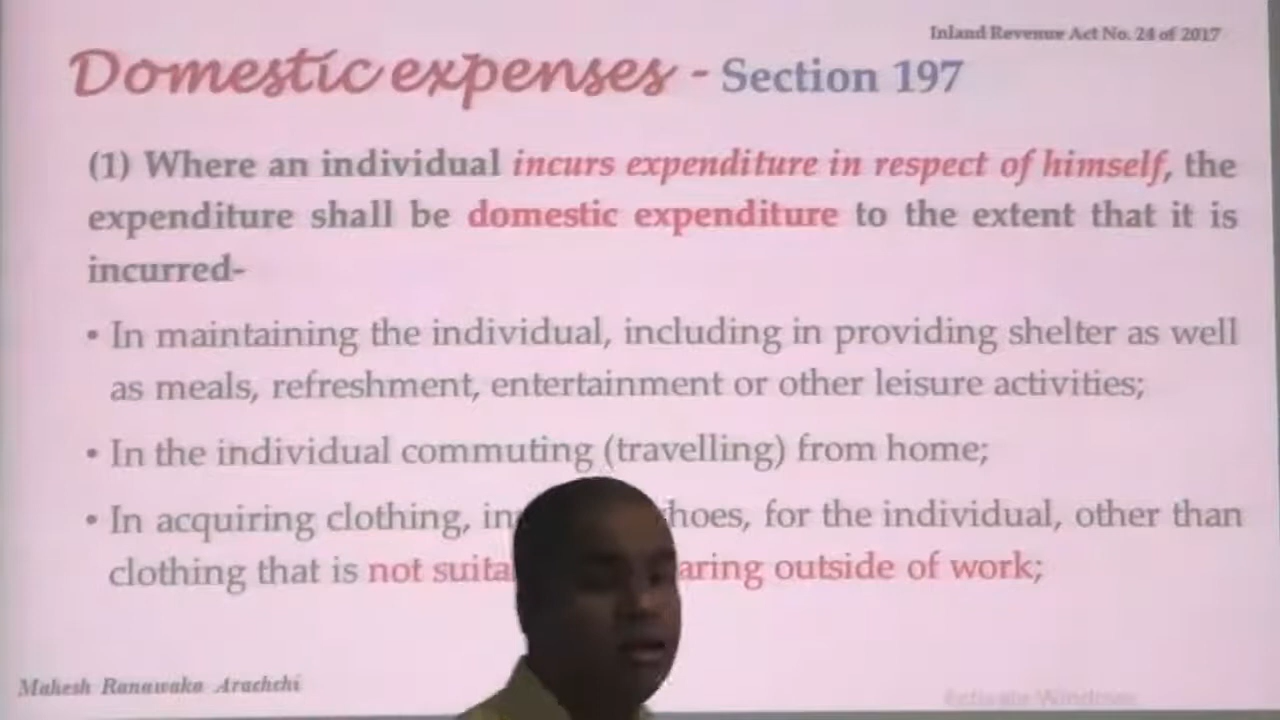 Inland Revenue Act No. 24 of 2017
Domestic expenses - Section 197
(1) Where an individual incurs expenditure in respect of himself, the
expenditure shall be domestic expenditure to the extent that it is
incurred-
• In maintaining the individual, including in providing shelter as well
as meals, refreshment, entertainment or other leisure activities;
• In the individual commuting (travelling) from home;
• In acquiring clothing, hoes, for the individual, other than
clothing that is not suita aring outside of work;
Mahesh Ranawaka Arachchi
Activate Windows